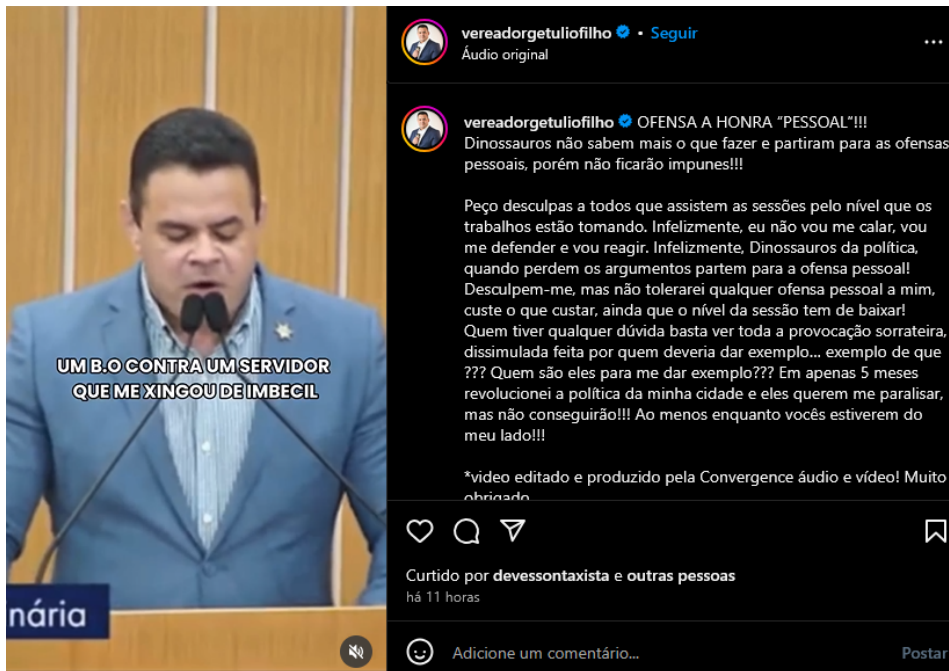 vereadorgetuliofilho • Seguir
Áudio original
...
vereadorgetuliofilho OFENSA A HONRA “PESSOAL”!!!
Dinossauros não sabem mais o que fazer e partiram para as ofensas
pessoais, porém não ficarão impunes!!!
Peço desculpas a todos que assistem as sessões pelo nível que os
trabalhos estão tomando. Infelizmente, eu não vou me calar, vou
me defender e vou reagir. Infelizmente, Dinossauros da política,
quando perdem os argumentos partem para a ofensa pessoal!
Desculpem-me, mas não tolerarei qualquer ofensa pessoal a mim,
custe o que custar, ainda que o nível da sessão tem de baixar!
Quem tiver qualquer dúvida basta ver toda a provocação sorrateira,
dissimulada feita por quem deveria dar exemplo... exemplo de que
??? Quem são eles para me dar exemplo??? Em apenas 5 meses
revolucionei a política da minha cidade e eles querem me paralisar,
mas não conseguirão!!! Ao menos enquanto vocês estiverem do
meu lado!!!
*video editado e produzido pela Convergence áudio e vídeo! Muito
obrigado
UM B.O CONTRA UM SERVIDOR
QUE ME XINGOU DE IMBECIL
nária
Curtido por devessontaxista e outras pessoas
há 11 horas
Adicione um comentário...
Postar